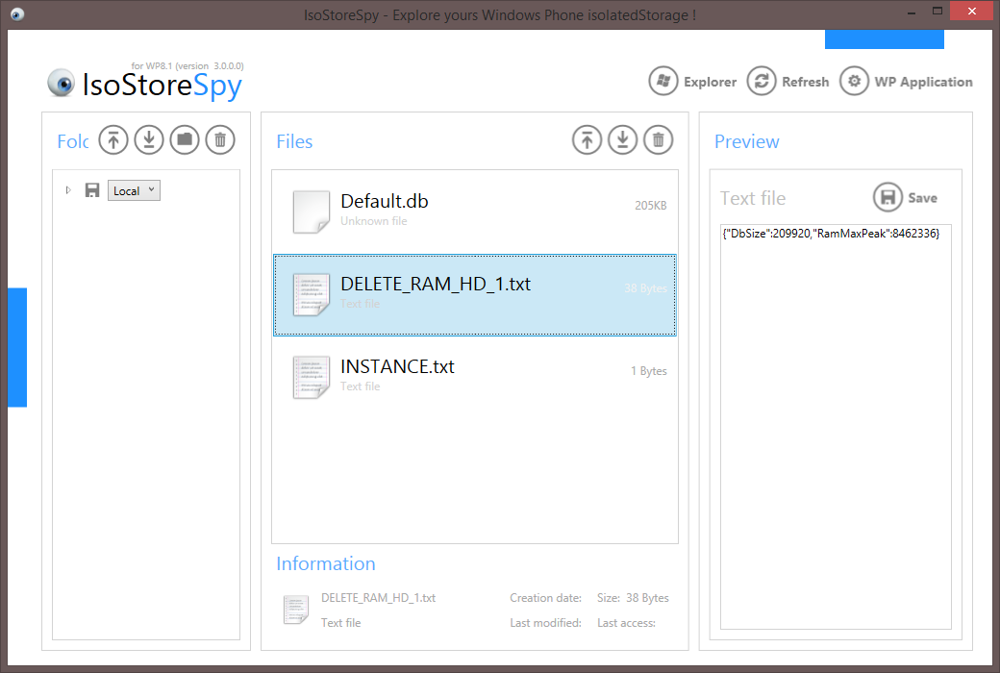 IsoStoreSpy - Explore yours Windows Phone isolatedStorage !
for WP8.1 (version 3.0.0.0)
IsoStoreSpy
Explorer
Refresh
WP Application
Fold
Local
Files
Default.db
Unknown file
205KB
DELETE_RAM_HD_1.txt
Text file
38 Bytes
INSTANCE.txt
Text file
1 Bytes
Information
DELETE_RAM_HD_1.txt
Text file
Creation date:
Size: 38 Bytes
Last modified:
Last access:
Preview
Text file
Save
{"DbSize":209920,"RamMaxPeak":8462336}